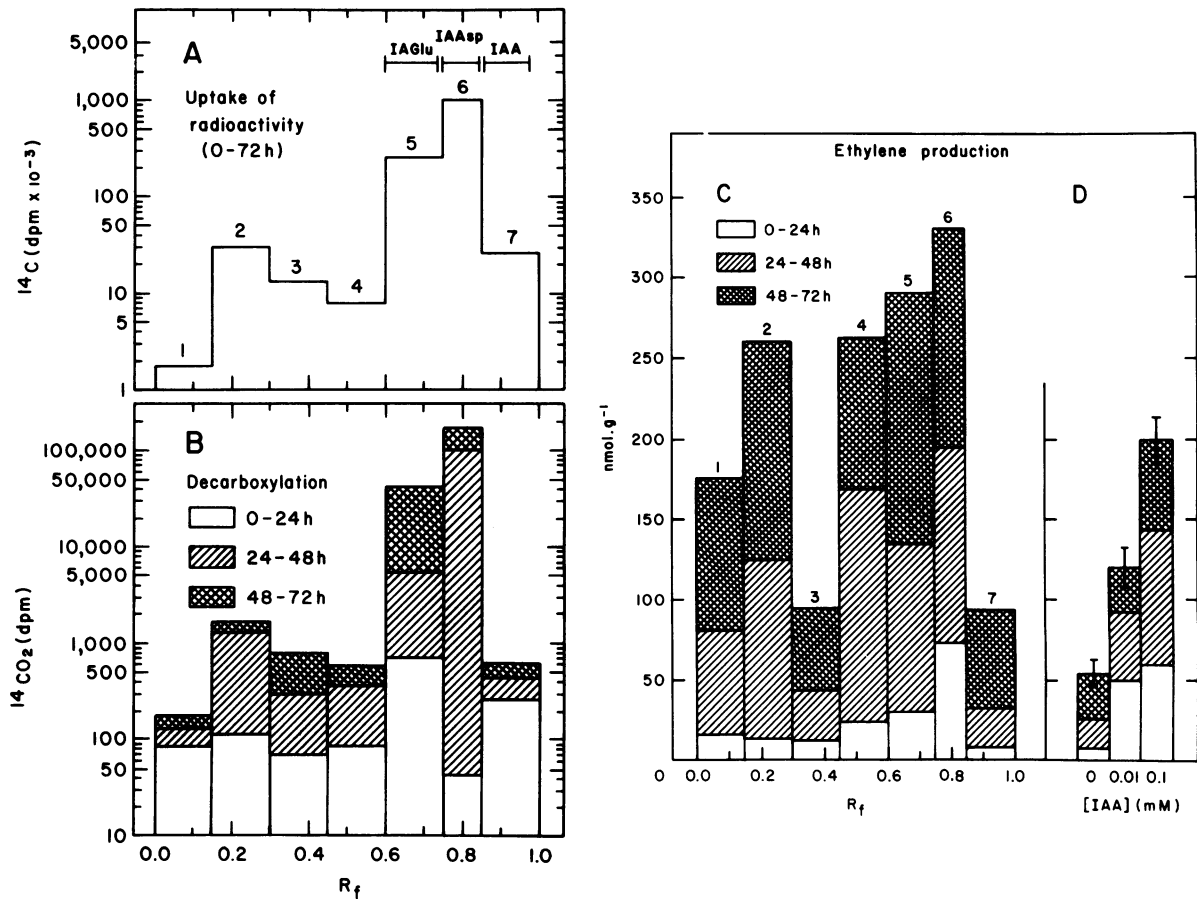 A
IAGlu
IAAsp
IAA
Uptake of
radioactivity
(0-72h)
1
2
3
4
5
6
7
14C (dpm x 10-3)
5,000
1,000
500
100
50
10
5
1
B
Decarboxylation
0-24h
24-48h
48-72h
14CO2 (dpm)
100,000
50,000
10,000
5,000
1,000
500
100
50
10
0.0 0.2 0.4 0.6 0.8 1.0
Rf
Ethylene production
C
0-24h
24-48h
48-72h
1
2
3
4
5
6
7
nmol.g-1
350
300
250
200
150
100
50
0
0.0 0.2 0.4 0.6 0.8 1.0
Rf
D
0 0.01 0.1
[IAA] (mM)